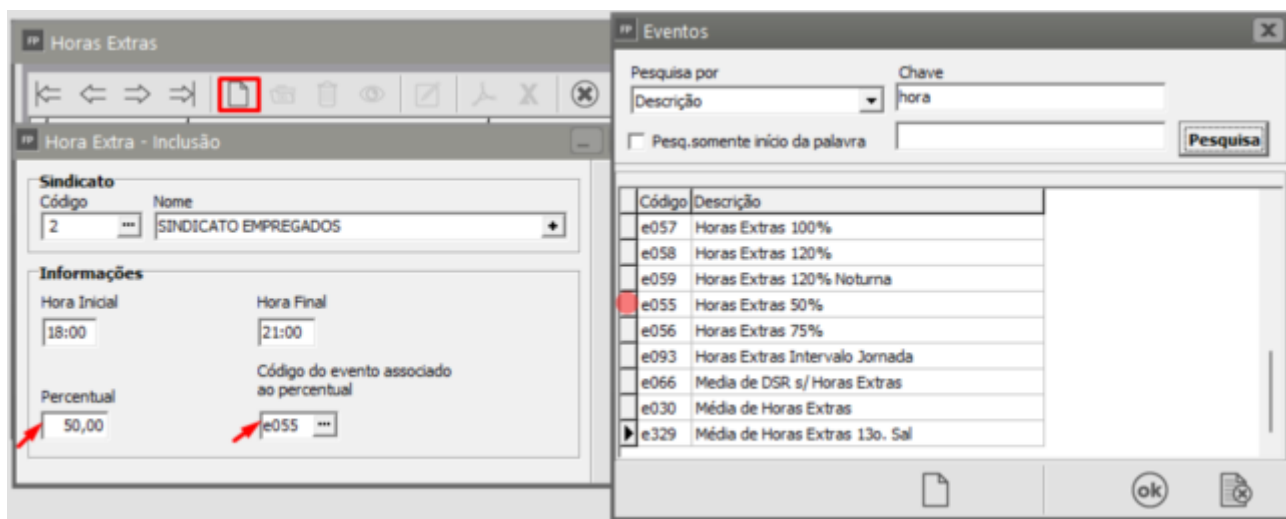 FP Horas Extras
FP Hora Extra - Inclusão
Sindicato
Código Nome
2 ... SINDICATO EMPREGADOS +
Informações
Hora Inicial Hora Final
18:00 21:00
Percentual
Código do evento associado
ao percentual
50,00 e055 ...
FP Eventos
Pesquisa por Chave
Descrição hora
Pesq.somente início da palavra Pesquisa
Código Descrição
e057 Horas Extras 100%
e058 Horas Extras 120%
e059 Horas Extras 120% Noturna
e055 Horas Extras 50%
e056 Horas Extras 75%
e093 Horas Extras Intervalo Jornada
e066 Media de DSR s/ Horas Extras
e030 Média de Horas Extras
e329 Média de Horas Extras 13o. Sal
ok